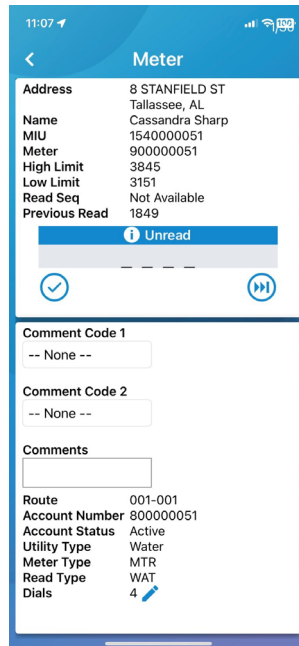 11:07
Meter
Address 8 STANFIELD ST
Tallassee, AL
Name Cassandra Sharp
MIU 1540000051
Meter 900000051
High Limit 3845
Low Limit 3151
Read Seq Not Available
Previous Read 1849
Unread
_ _ _ _
Comment Code 1
-- None --
Comment Code 2
-- None --
Comments
Route 001-001
Account Number 800000051
Account Status Active
Utility Type Water
Meter Type MTR
Read Type WAT
Dials 4